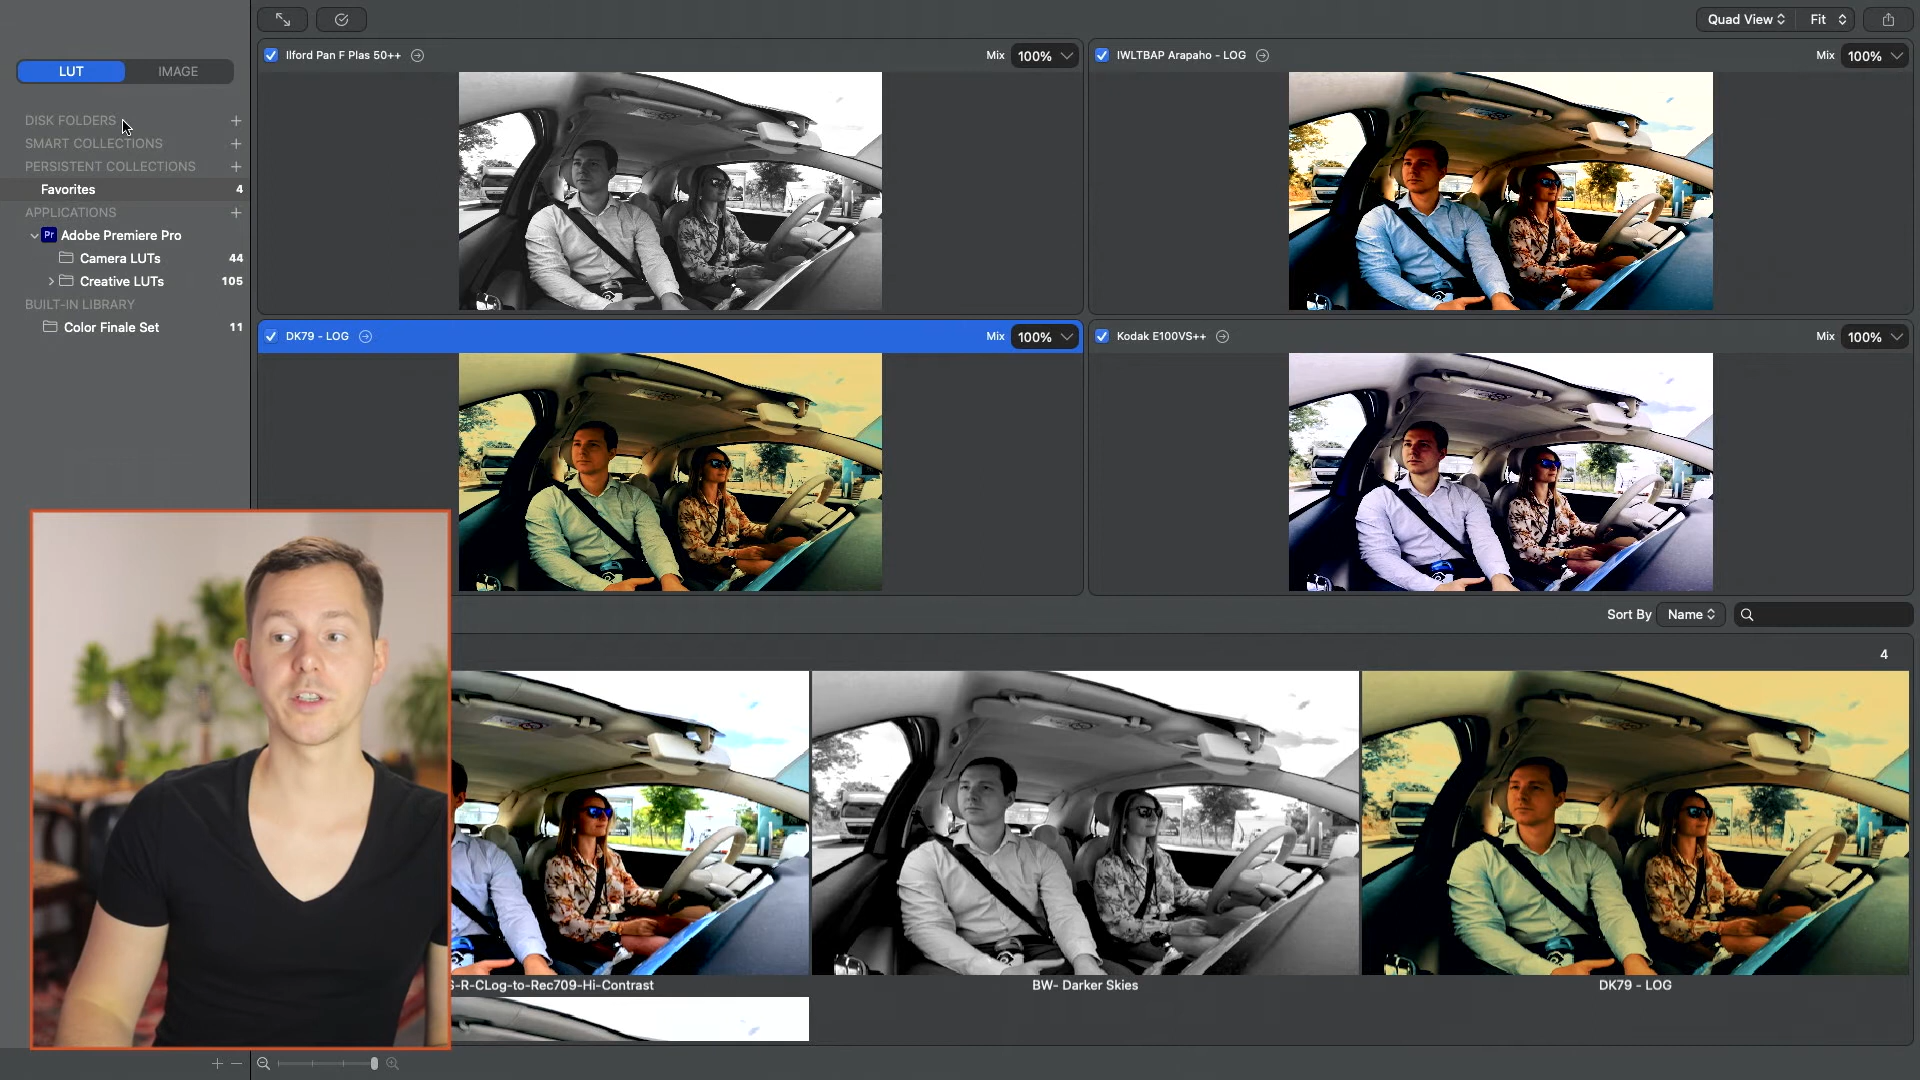 Quad View
Fit
LUT
IMAGE
DISK FOLDERS
SMART COLLECTIONS
PERSISTENT COLLECTIONS
Favorites 4
APPLICATIONS
Pr Adobe Premiere Pro
Camera LUTs 44
Creative LUTs 105
BUILT-IN LIBRARY
Color Finale Set 11
Ilford Pan F Plas 50++
Mix 100%
IWLTBAP Arapaho - LOG
Mix 100%
DK79 - LOG
Mix 100%
Kodak E100VS++
Mix 100%
Sort By Name
4
-R-CLog-to-Rec709-Hi-Contrast
BW- Darker Skies
DK79 - LOG